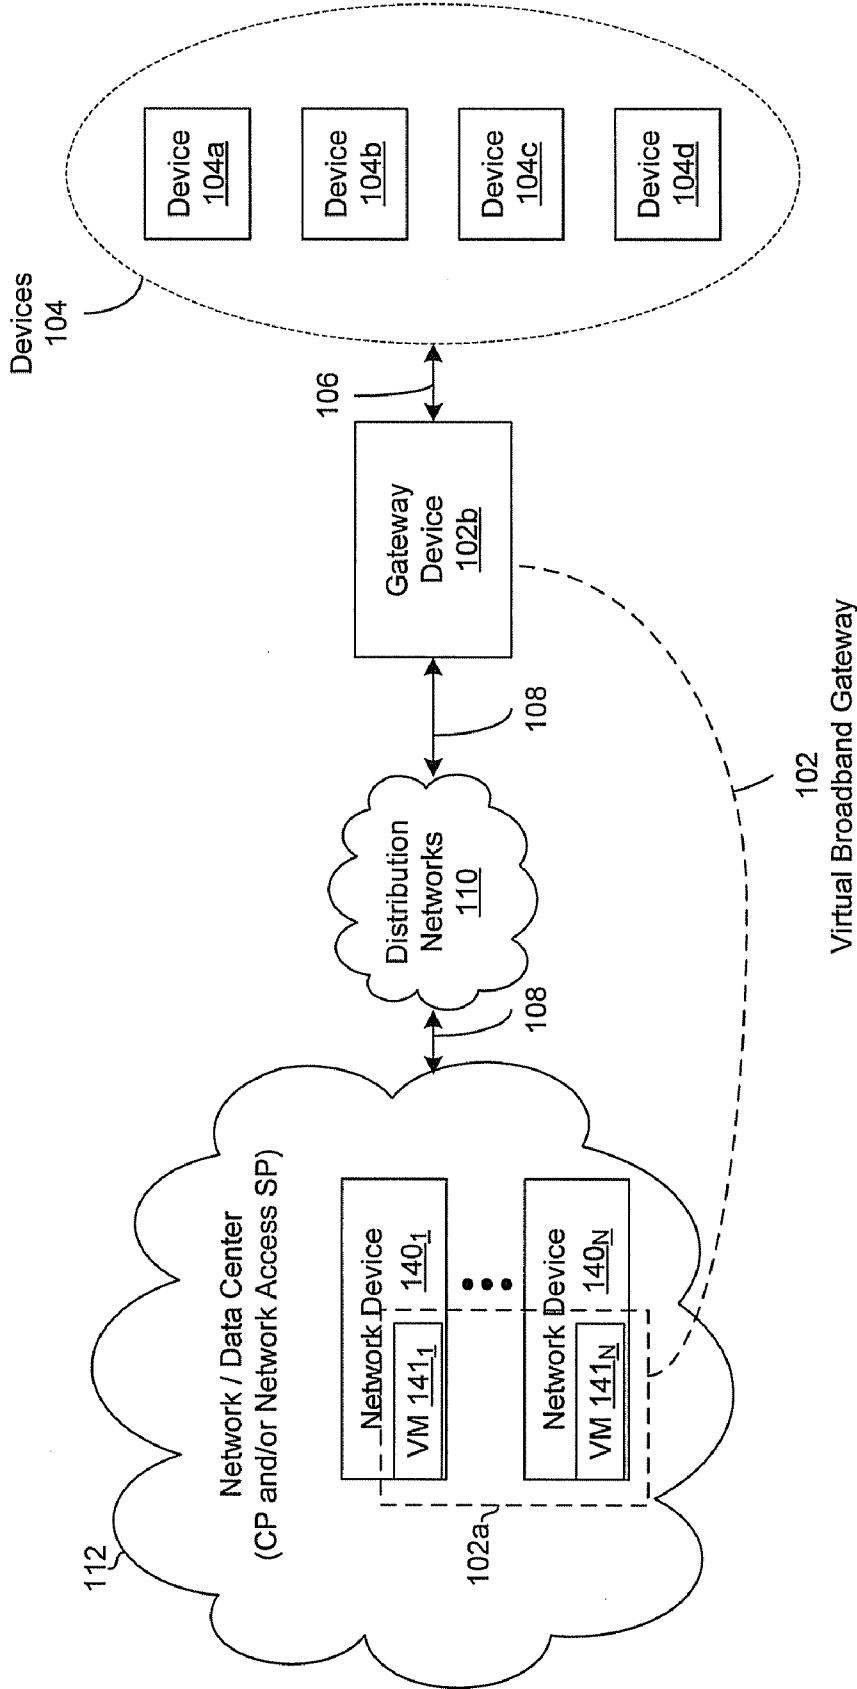 112
Network / Data Center
(CP and/or Network Access SP)
Network Device
140₁
VM 141₁
Network Device
140N
VM 141N
102a
108
Distribution
Networks
110
108
Gateway
Device
102b
106
Devices
104
Device
104a
Device
104b
Device
104c
Device
104d
102
Virtual Broadband Gateway